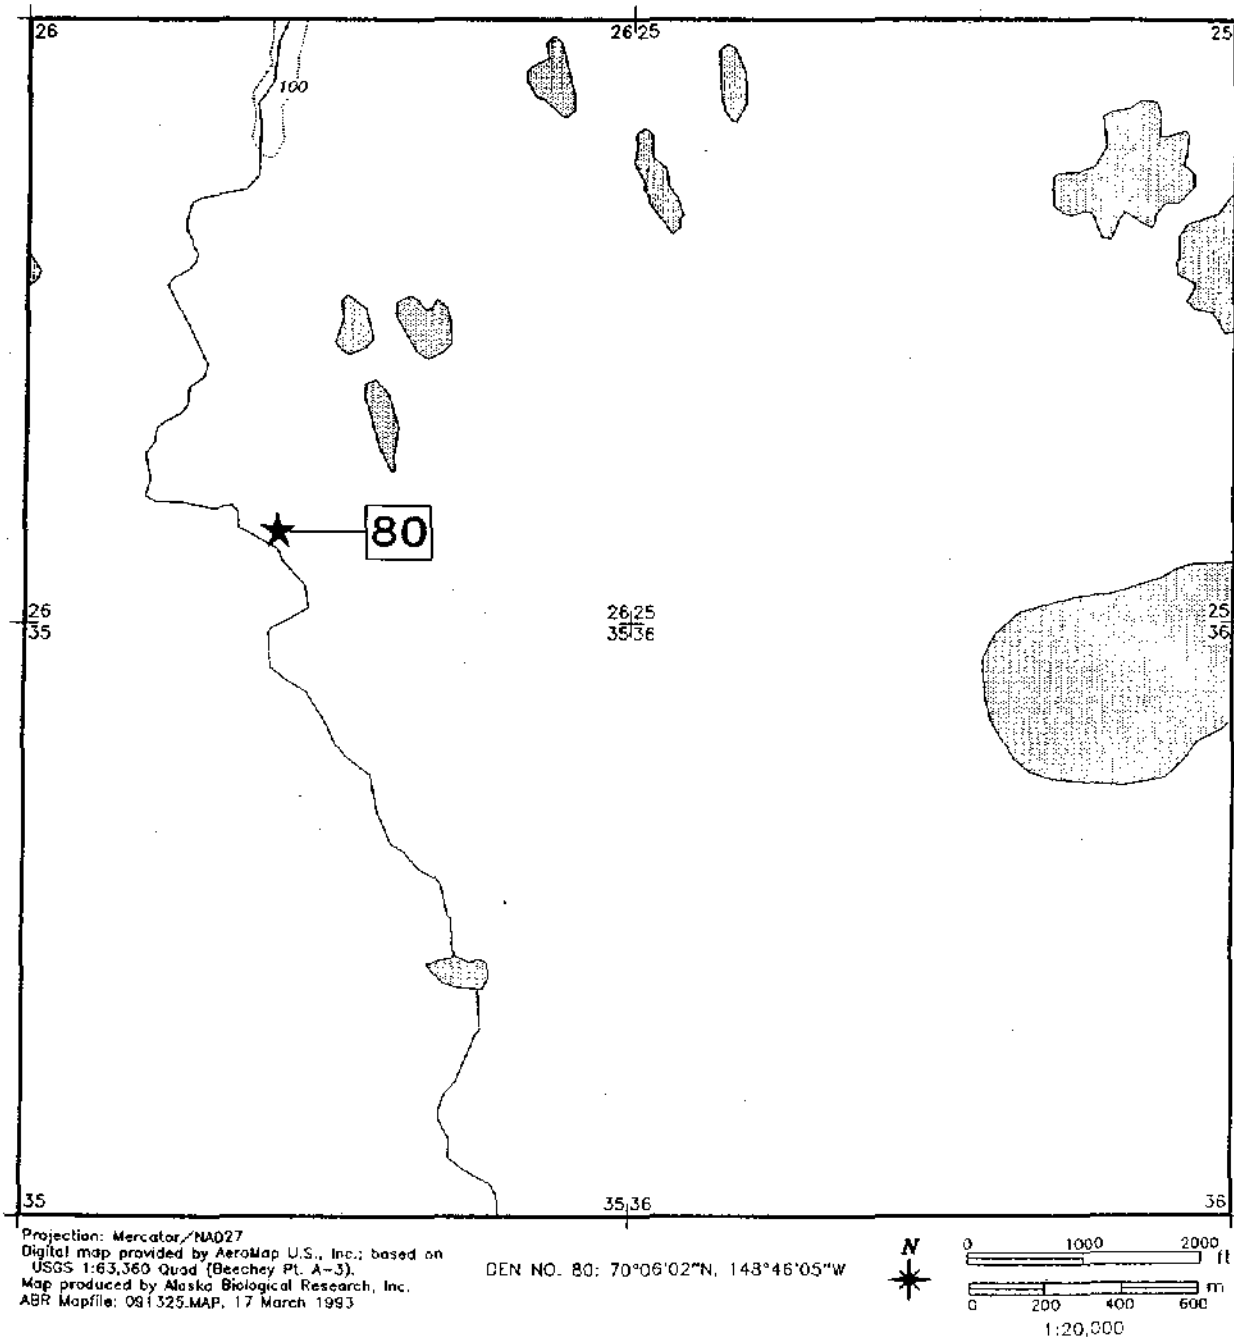 26
26 25
25
100
80
26
35
26 25
35 36
25
36
35
35 36
36
Projection: Mercator/NAD27
Digital map provided by AeroMap U.S., Inc.; based on
USGS 1:63,360 Quad (Beechey Pt. A-3).
Map produced by Alaska Biological Research, Inc.
ABR Mapfile: 091325.MAP, 17 March 1993
DEN NO. 80: 70°06'02"N, 148°46'05"W
N
0 1000 2000 ft
m
0 200 400 600
1:20,000